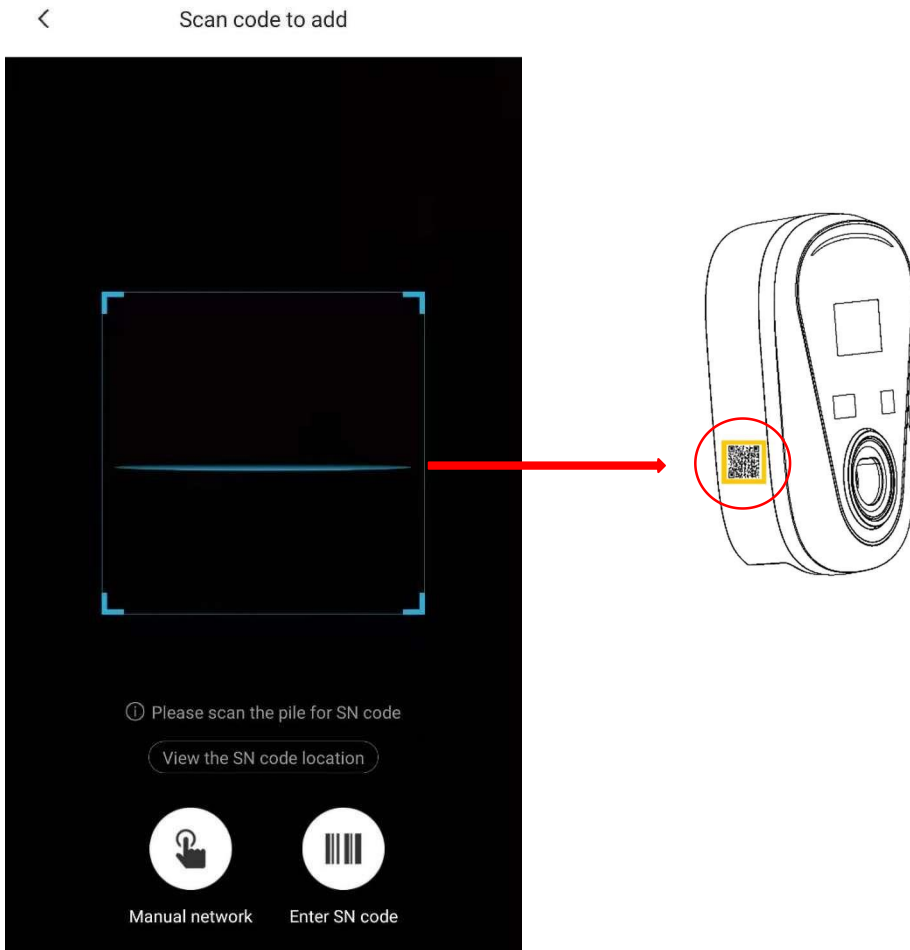 Scan code to add
Please scan the pile for SN code
View the SN code location
Manual network
Enter SN code